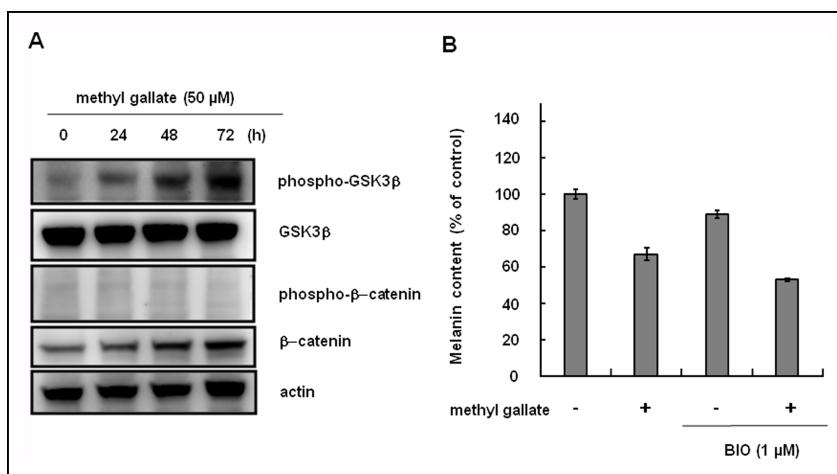 A
methyl gallate (50 µM)
0 24 48 72 (h)
phospho-GSK3β
GSK3β
phospho-β–catenin
β–catenin
actin
B
Melanin content (% of control)
140
120
100
80
60
40
20
0
methyl gallate - + - +
BIO (1 µM)